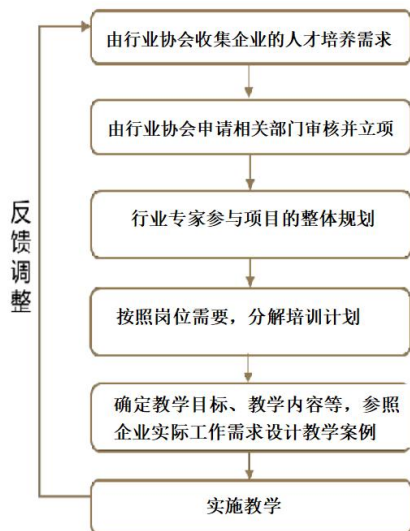 由行业协会收集企业的人才培养需求
由行业协会申请相关部门审核并立项
行业专家参与项目的整体规划
按照岗位需要，分解培训计划
确定教学目标、教学内容等，参照
企业实际工作需求设计教学案例
实施教学
反馈调整